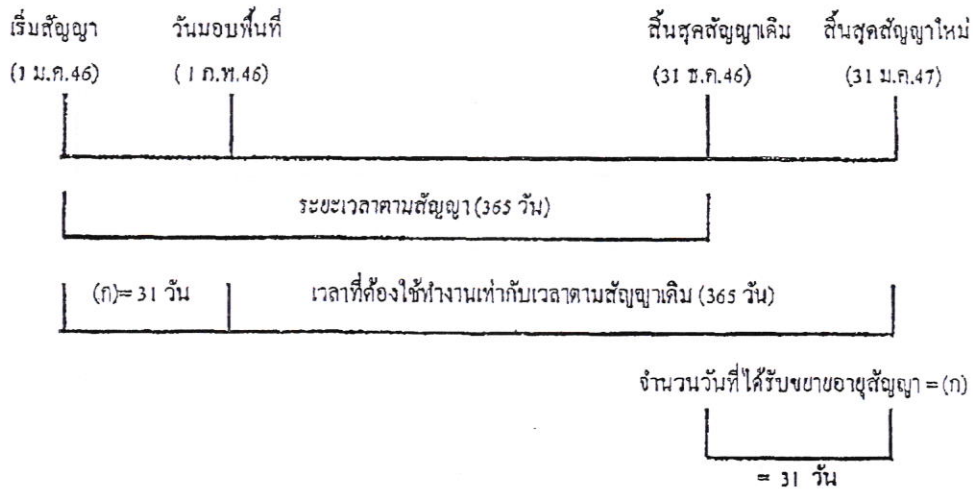 เริ่มสัญญา วันมอบพื้นที่ สิ้นสุดสัญญาเดิม สิ้นสุดสัญญาใหม่
(1 ม.ค.46) (1 ก.พ.46) (31 ธ.ค.46) (31 ม.ค.47)
ระยะเวลาตามสัญญา (365 วัน)
(ก)= 31 วัน เวลาที่ต้องใช้ทำงานเท่ากับเวลาตามสัญญาเดิม (365 วัน)
จำนวนวันที่ได้รับขยายอายุสัญญา = (ก)
= 31 วัน